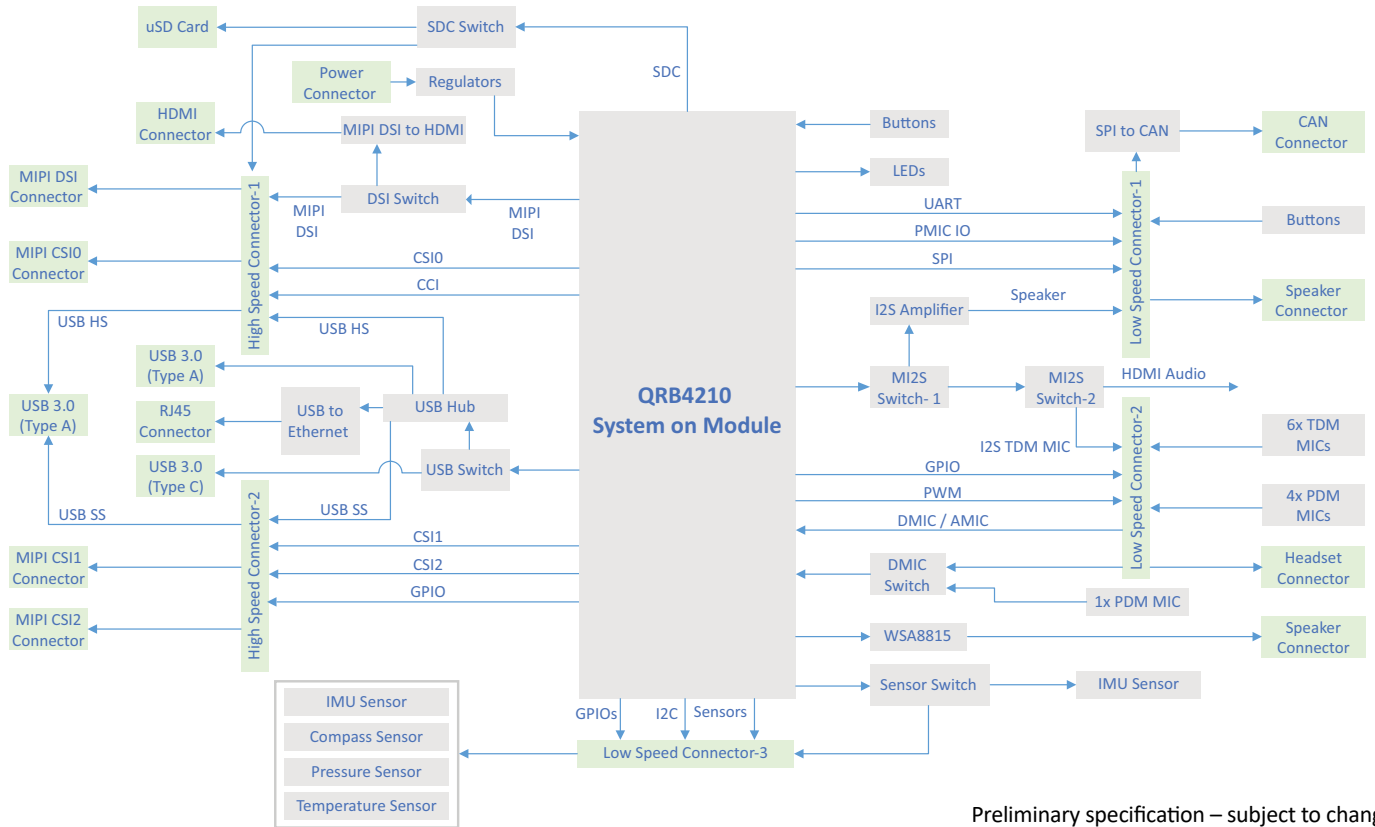 uSD Card
SDC Switch
SDC
Power
Connector
Regulators
HDMI
Connector
MIPI DSI to HDMI
Buttons
SPI to CAN
CAN
Connector
MIPI DSI
Connector
DSI Switch
LEDs
MIPI
DSI
MIPI
DSI
High Speed Connector-1
Low Speed Connector-1
UART
Buttons
PMIC IO
MIPI CSI0
Connector
CSI0
SPI
CCI
Speaker
Speaker
Connector
I2S Amplifier
USB HS
USB HS
USB 3.0
(Type A)
HDMI Audio
MI2S
Switch- 1
MI2S
Switch-2
QRB4210
System on Module
USB 3.0
(Type A)
RJ45
Connector
USB to
Ethernet
USB Hub
Low Speed Connector-2
6x TDM
MICs
I2S TDM MIC
USB 3.0
(Type C)
USB Switch
GPIO
High Speed Connector-2
PWM
4x PDM
MICs
USB SS
USB SS
DMIC / AMIC
CSI1
MIPI CSI1
Connector
CSI2
DMIC
Switch
Headset
Connector
GPIO
1x PDM MIC
MIPI CSI2
Connector
WSA8815
Speaker
Connector
Sensor Switch
IMU Sensor
IMU Sensor
GPIOs
I2C
Sensors
Compass Sensor
Low Speed Connector-3
Pressure Sensor
Temperature Sensor
Preliminary specification – subject to chang